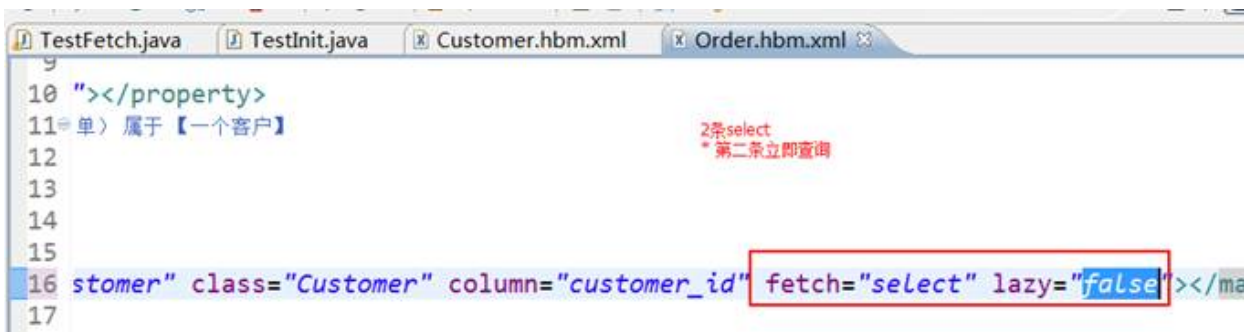 TestFetch.java TestInit.java Customer.hbm.xml Order.hbm.xml
9
10 "></property>
11 单）属于【一个客户】
2条select
12
* 第二条立即查询
13
14
15
16 stomer" class="Customer" column="customer_id" fetch="select" lazy="false"></ma
17